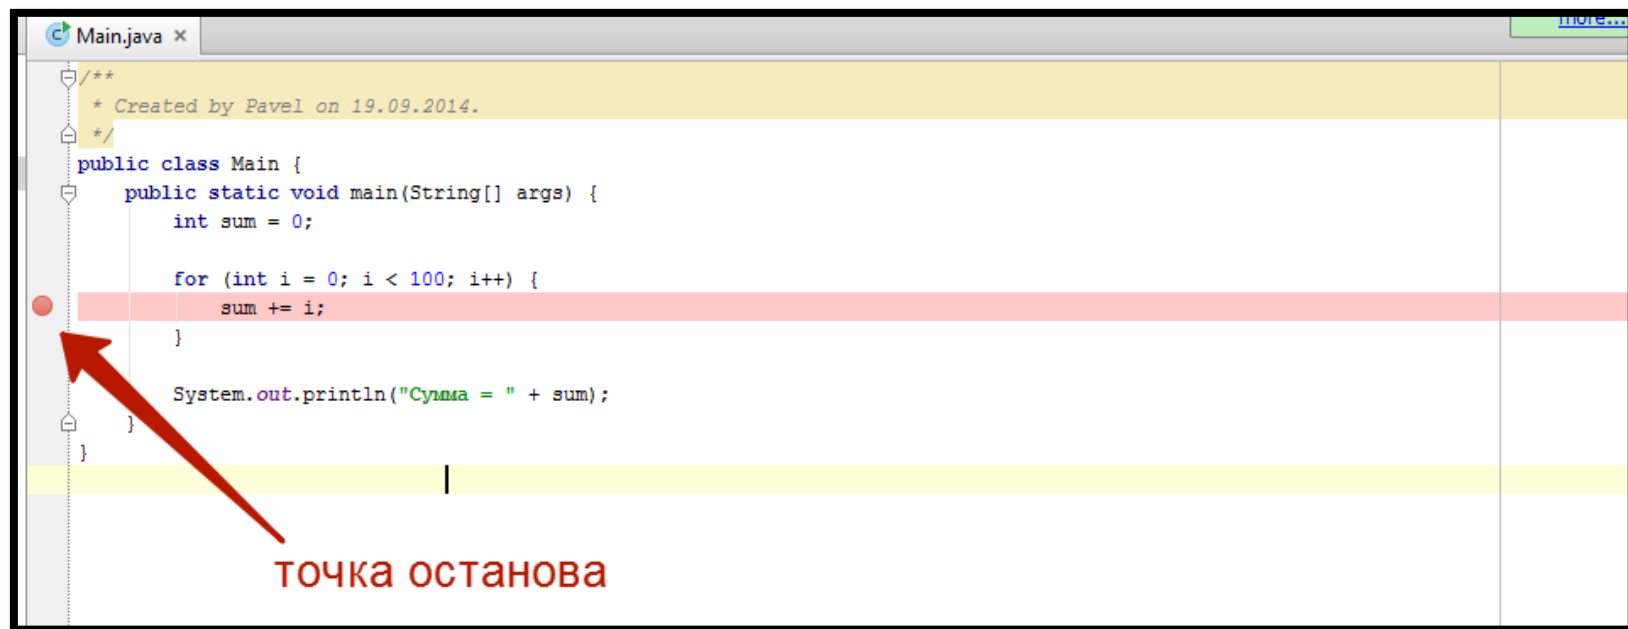 more...
Main.java
/**
* Created by Pavel on 19.09.2014.
*/
public class Main {
public static void main(String[] args) {
int sum = 0;
for (int i = 0; i < 100; i++) {
sum += i;
}
System.out.println("Сумма = " + sum);
}
}
точка останова